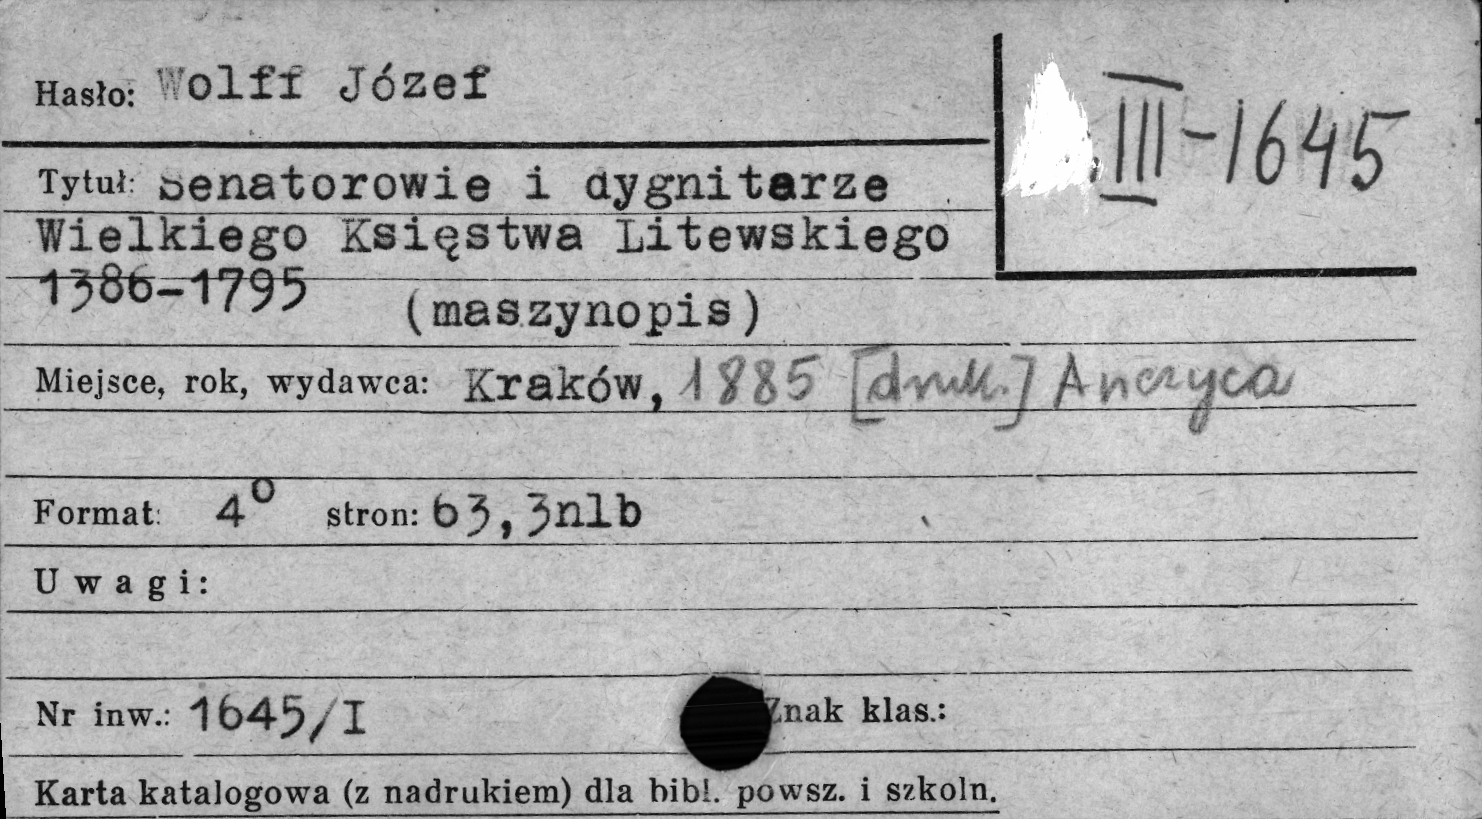 Hasło: Wolff Józef
III-1645
Tytuł: Senatorowie i dygnitarze
Wielkiego Księstwa Litewskiego
1386-1795 (maszynopis)
Miejsce, rok, wydawca: Kraków, 1885 [druk.] Anczyca
Format: 4° stron: 63,3nlb
Uwagi:
Nr inw.: 1645/I Znak klas.:
Karta katalogowa (z nadrukiem) dla bibl. powsz. i szkoln.